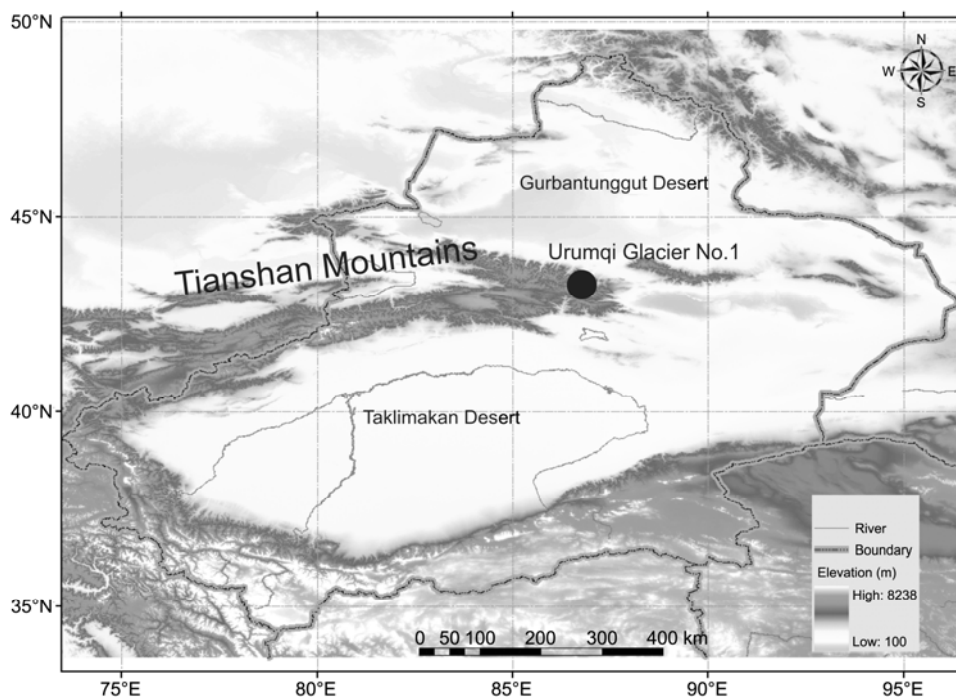 50°N
N
W E
S
Gurbantunggut Desert
45°N
Urumqi Glacier No.1
Tianshan Mountains
40°N
Taklimakan Desert
River
Boundary
Elevation (m)
High: 8238
Low: 100
35°N
0 50 100 200 300 400 km
75°E 80°E 85°E 90°E 95°E